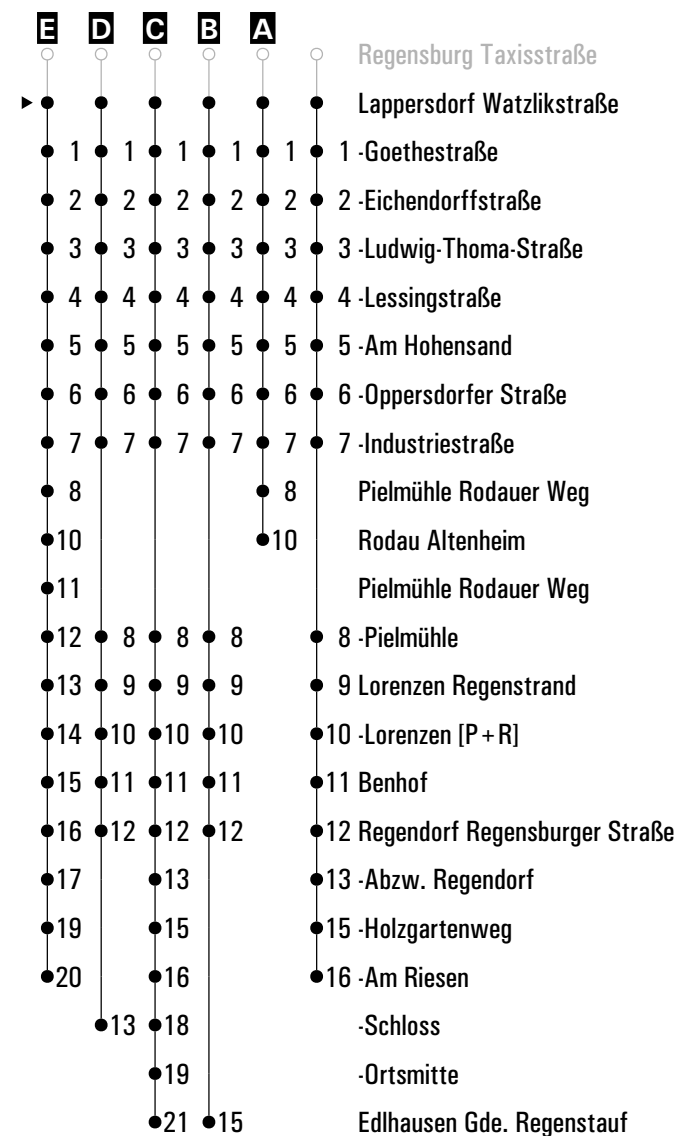 E D C B A
Regensburg Taxisstraße
Lappersdorf Watzlikstraße
1 1 1 1 1 1 -Goethestraße
2 2 2 2 2 2 -Eichendorffstraße
3 3 3 3 3 3 -Ludwig-Thoma-Straße
4 4 4 4 4 4 -Lessingstraße
5 5 5 5 5 5 -Am Hohensand
6 6 6 6 6 6 -Oppersdorfer Straße
7 7 7 7 7 7 -Industriestraße
8 8 Pielmühle Rodauer Weg
10 10 Rodau Altenheim
11 Pielmühle Rodauer Weg
12 8 8 8 8 -Pielmühle
13 9 9 9 9 Lorenzen Regenstrand
14 10 10 10 10 -Lorenzen [P+R]
15 11 11 11 11 Benhof
16 12 12 12 12 Regendorf Regensburger Straße
17 13 13 -Abzw. Regendorf
19 15 15 -Holzgartenweg
20 16 16 -Am Riesen
13 18 -Schloss
19 -Ortsmitte
21 15 Edlhausen Gde. Regenstauf